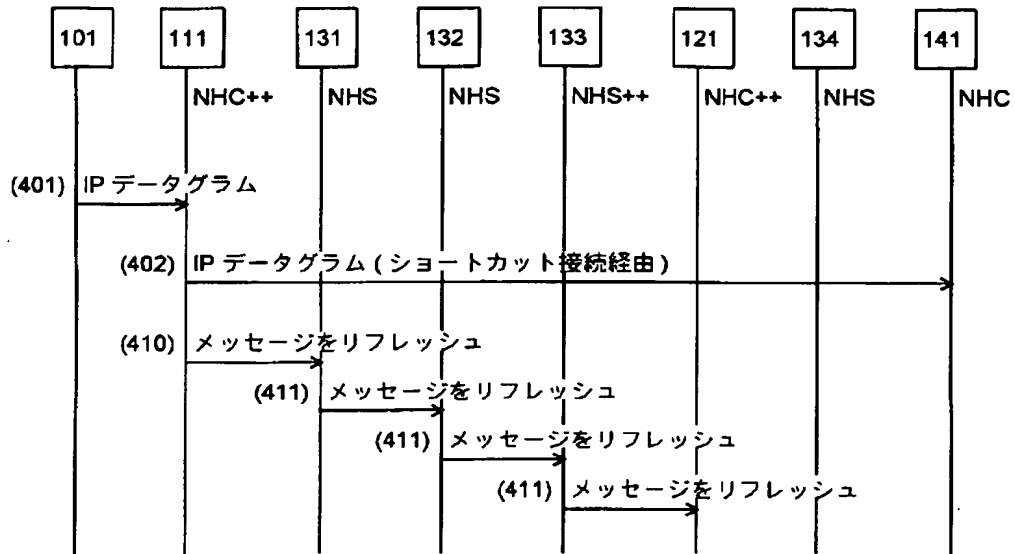 101 111 131 132 133 121 134 141
NHC++ NHS NHS NHS++ NHC++ NHS NHC
(401) IP データグラム
(402) IP データグラム ( ショートカット接続経由 )
(410) メッセージをリフレッシュ
(411) メッセージをリフレッシュ
(411) メッセージをリフレッシュ
(411) メッセージをリフレッシュ